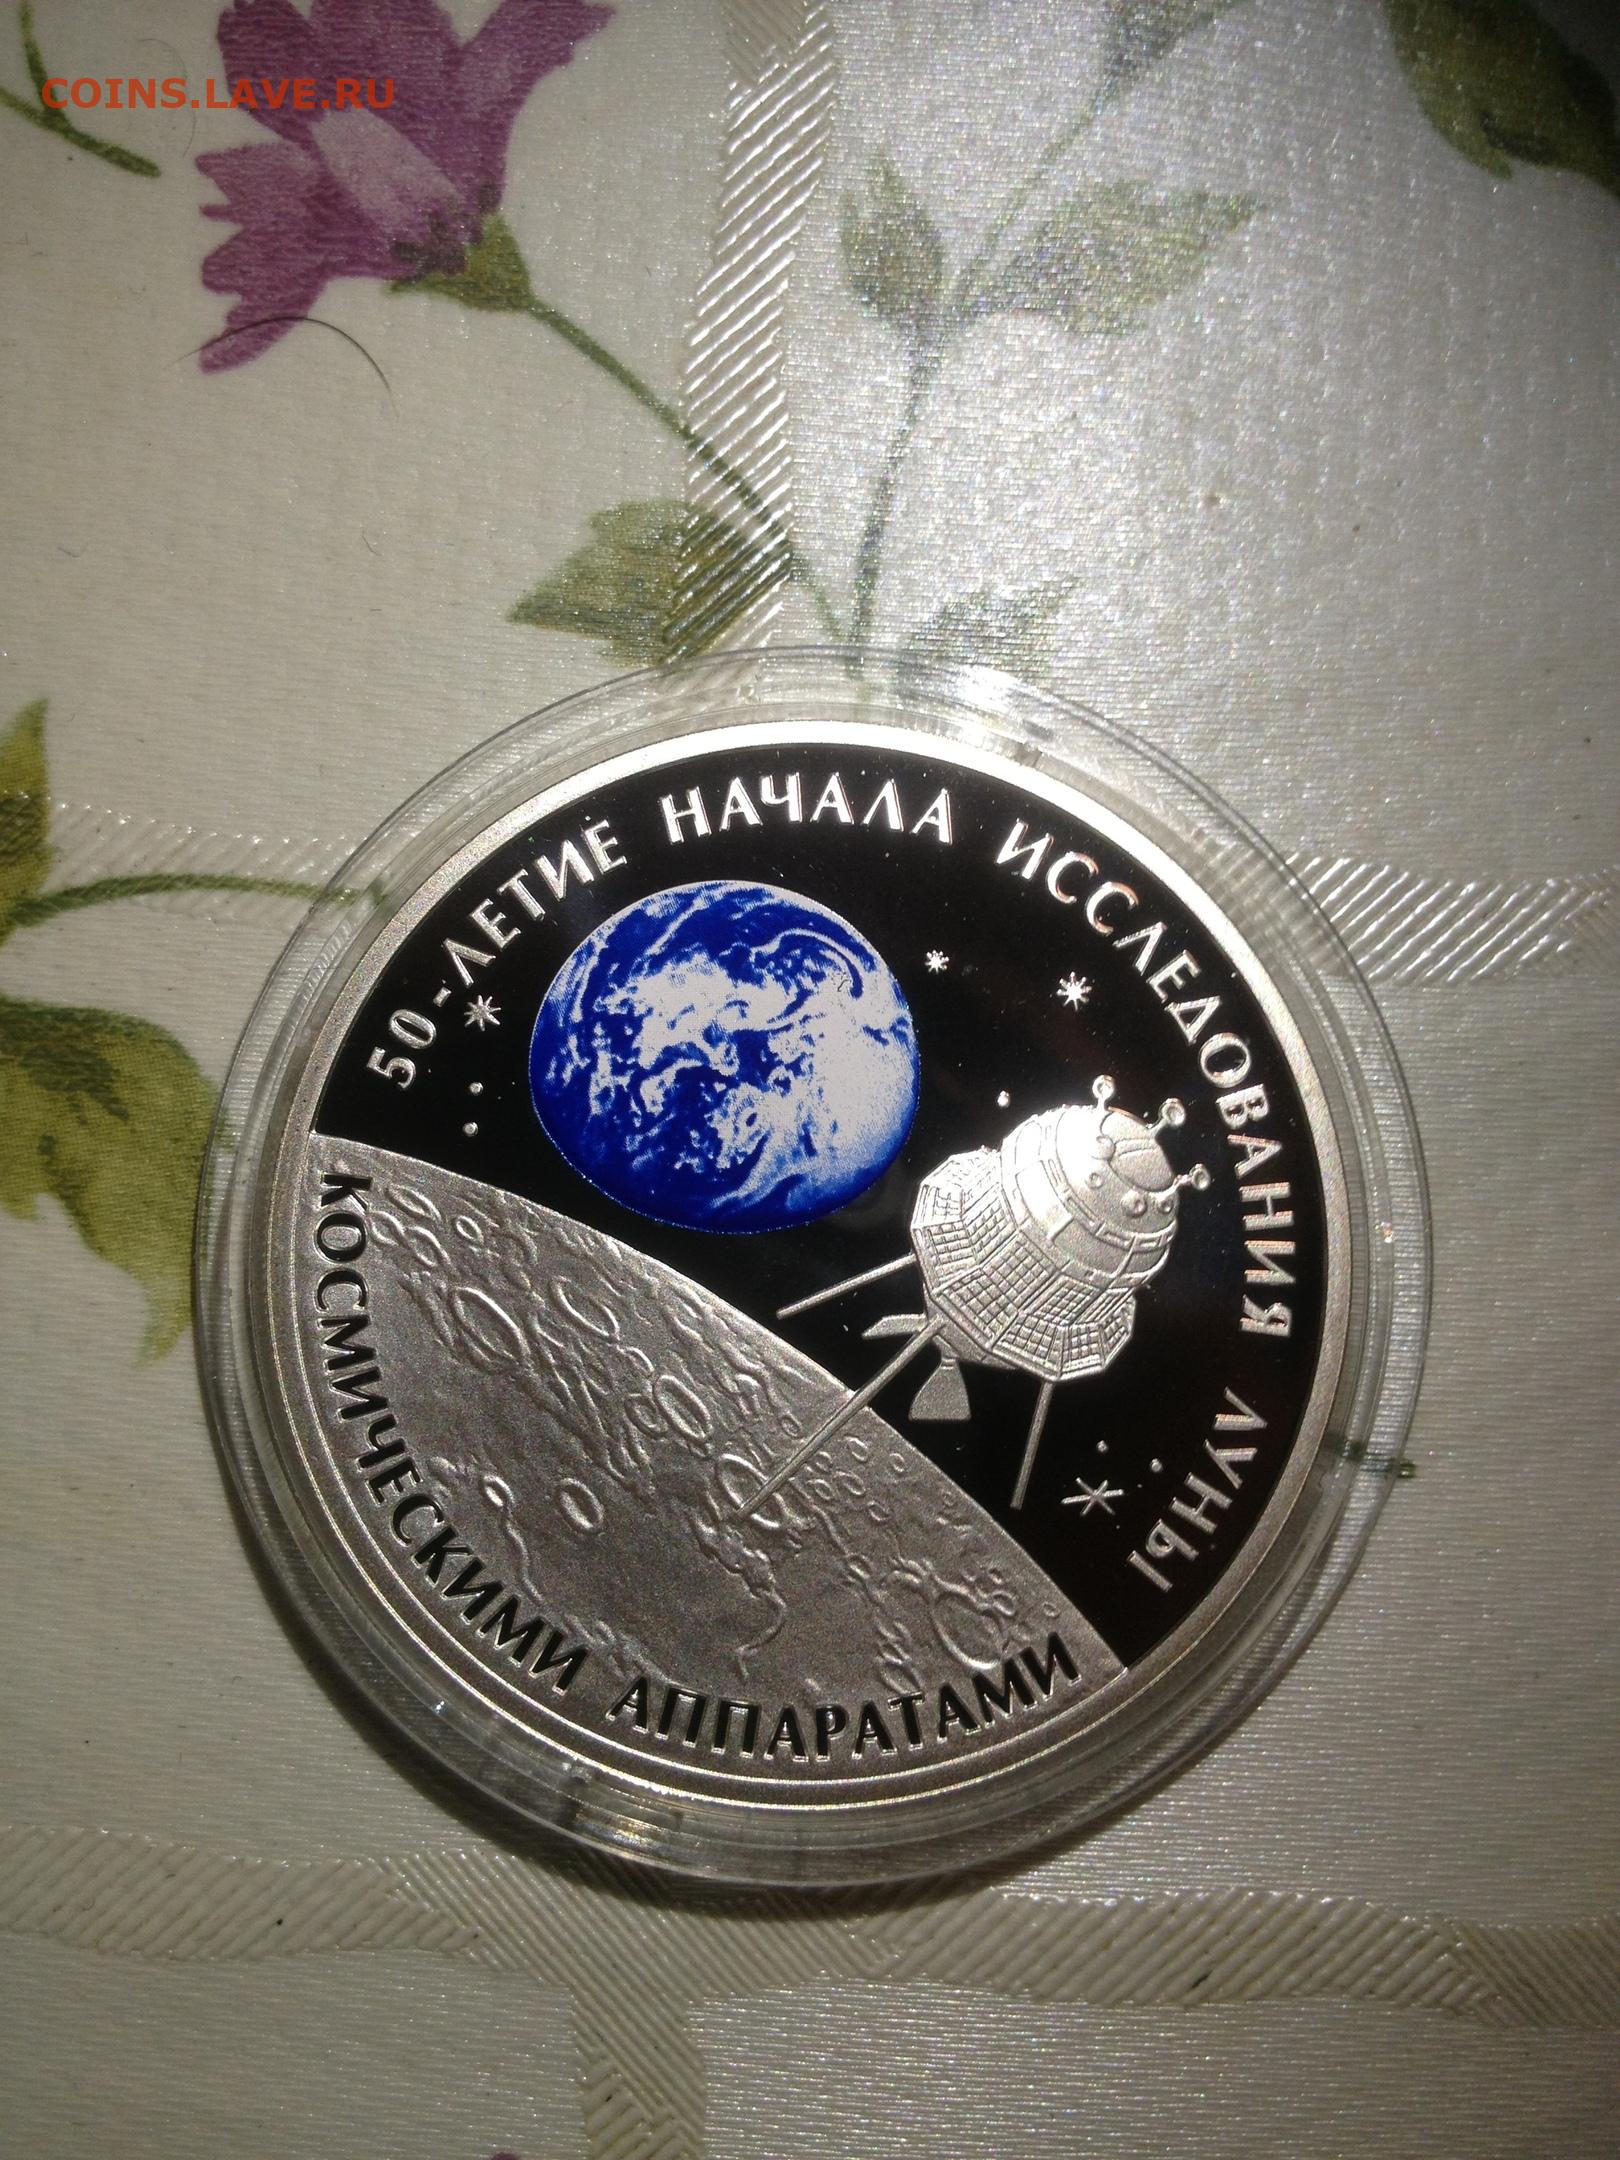 COINS.LAVE.RU
50-ЛЕТИЕ НАЧАЛА ИССЛЕДОВАНИЯ ЛУНЫ
КОСМИЧЕСКИМИ АППАРАТАМИ